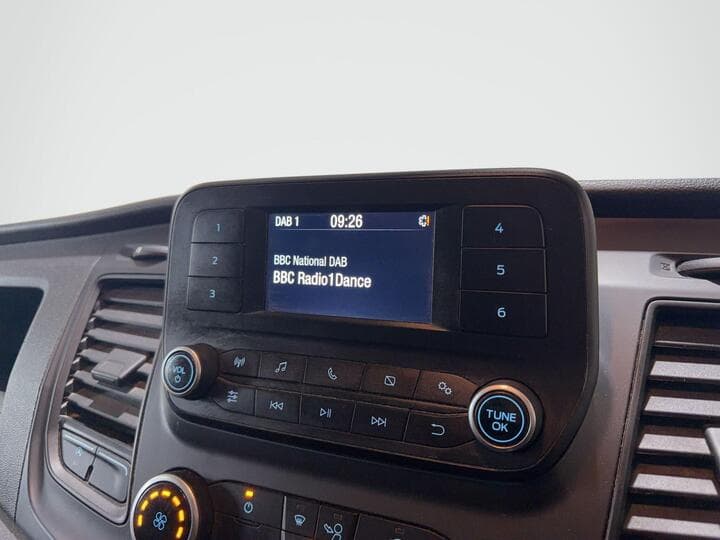 DAB 1 09:26
BBC National DAB
BBC Radio1Dance
1
2
3
4
5
6
VOL
TUNE
OK